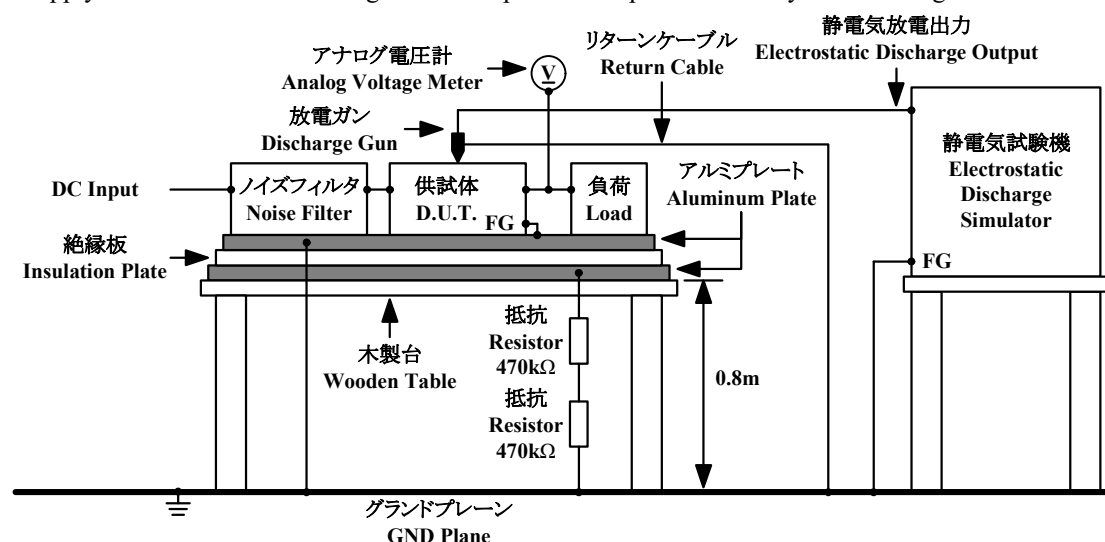 静電気放電出力
Electrostatic Discharge Output
リターンケーブル
Return Cable
アナログ電圧計
Analog Voltage Meter
V
放電ガン
Discharge Gun
静電気試験機
Electrostatic
Discharge
Simulator
アルミプレート
Aluminum Plate
DC Input
ノイズフィルタ
Noise Filter
供試体
D.U.T.
FG
負荷
Load
絶縁板
Insulation Plate
FG
木製台
Wooden Table
抵抗
Resistor
470kΩ
0.8m
抵抗
Resistor
470kΩ
グランドプレーン
GND Plane